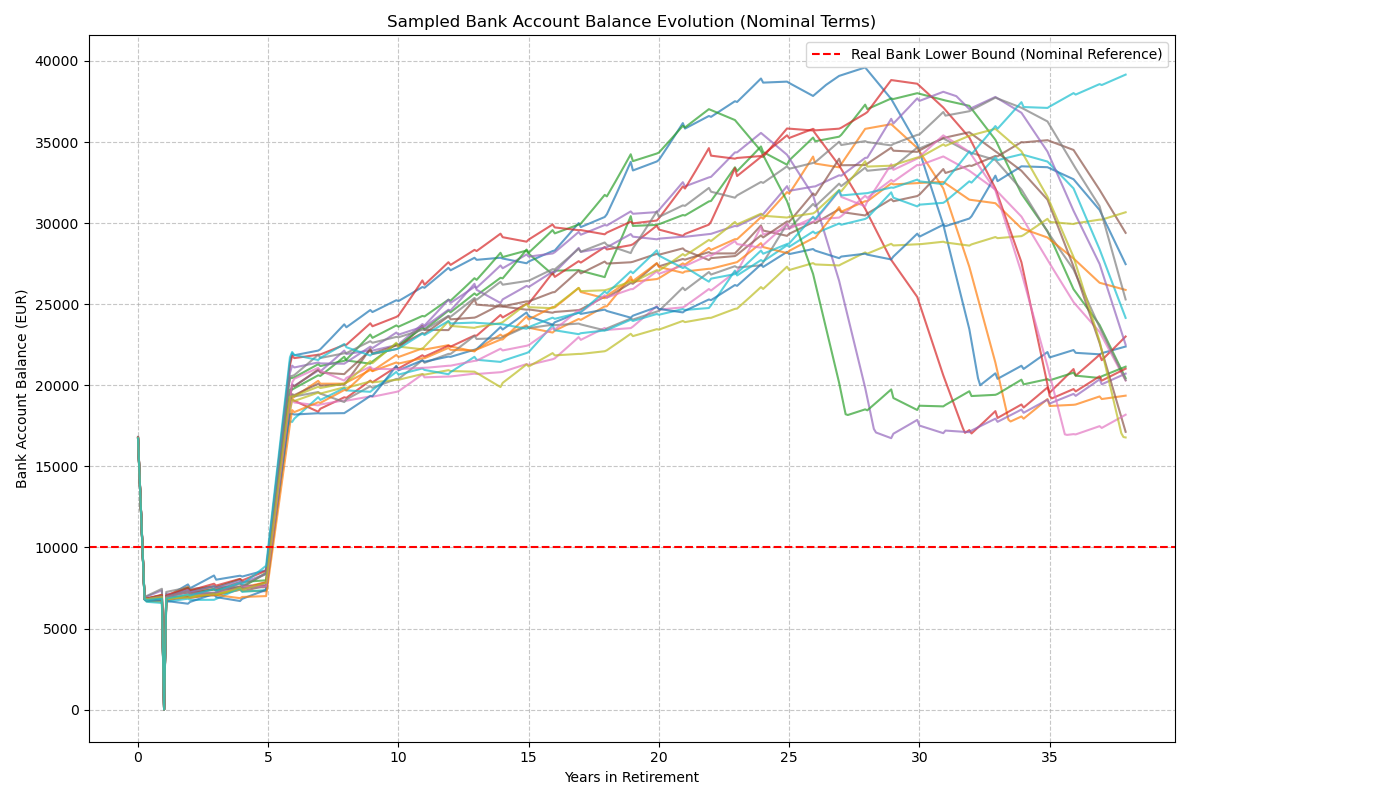 Sampled Bank Account Balance Evolution (Nominal Terms)
Real Bank Lower Bound (Nominal Reference)
Bank Account Balance (EUR)
40000
35000
30000
25000
20000
15000
10000
5000
0
0 5 10 15 20 25 30 35
Years in Retirement